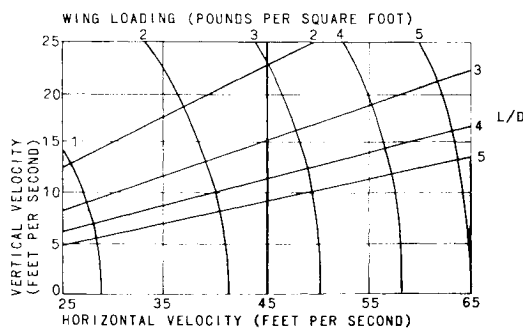 WING LOADING (POUNDS PER SQUARE FOOT)
2 3 2 4 5
25
20
15
10
5
0
1
3
4
5
L/D
VERTICAL VELOCITY
(FEET PER SECOND)
25 35 45 55 65
HORIZONTAL VELOCITY (FEET PER SECOND)